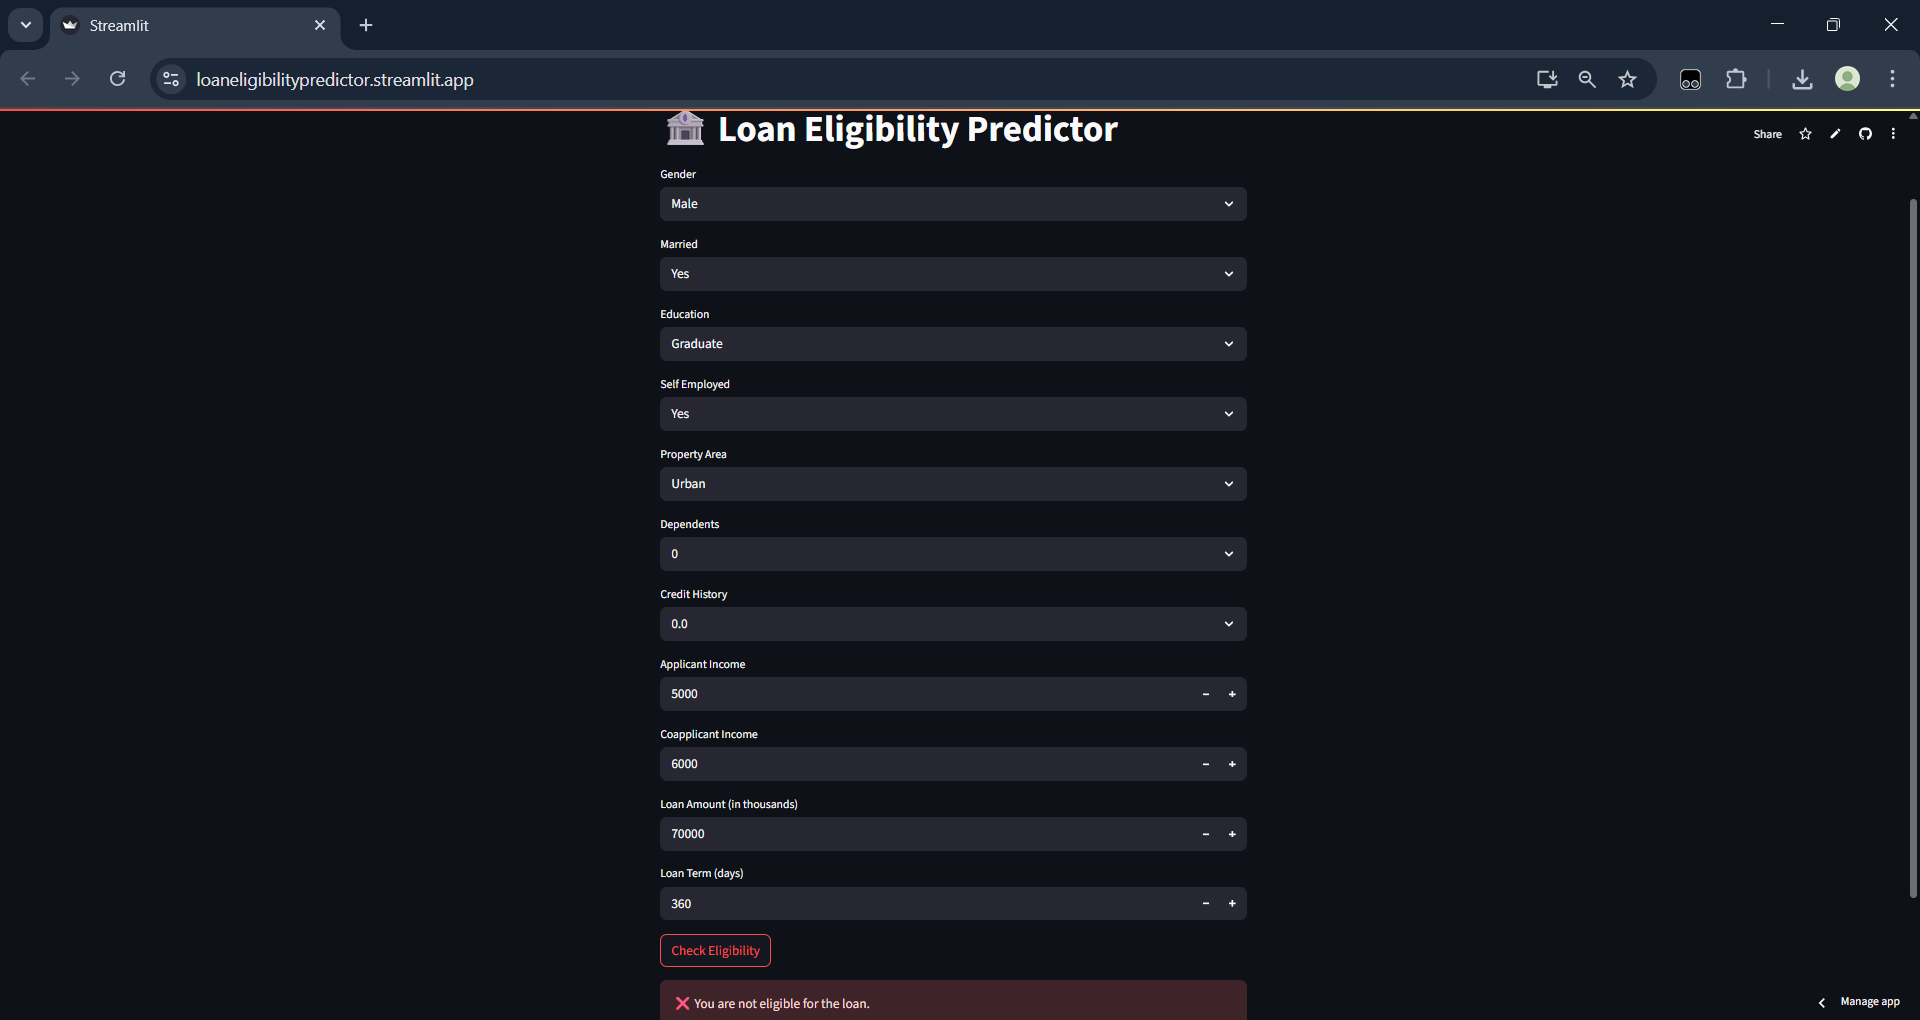 Streamlit
loaneligibilitypredictor.streamlit.app
Loan Eligibility Predictor
Share
Gender
Male
Married
Yes
Education
Graduate
Self Employed
Yes
Property Area
Urban
Dependents
0
Credit History
0.0
Applicant Income
5000
Coapplicant Income
6000
Loan Amount (in thousands)
70000
Loan Term (days)
360
Check Eligibility
❌ You are not eligible for the loan.
Manage app